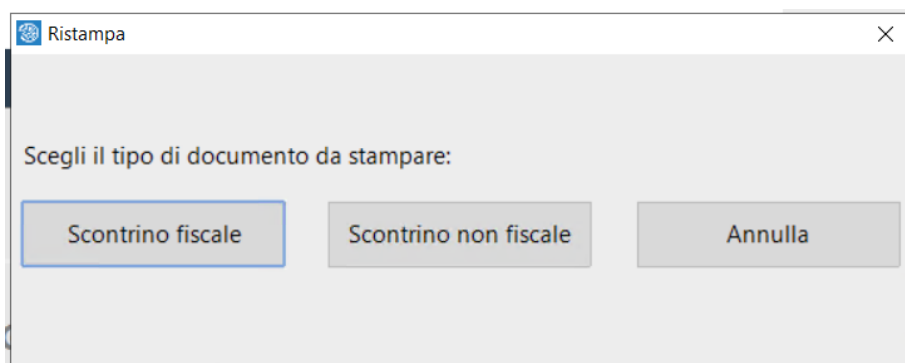 Ristampa
Scegli il tipo di documento da stampare:
Scontrino fiscale
Scontrino non fiscale
Annulla